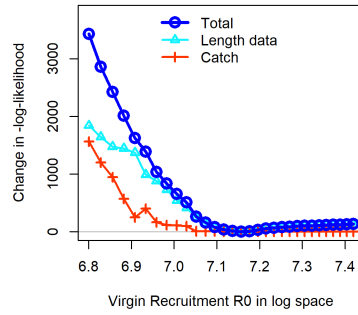 Total
Length data
Catch
Change in -log-likelihood
3000
2000
1000
0
6.8 6.9 7.0 7.1 7.2 7.3 7.4
Virgin Recruitment R0 in log space